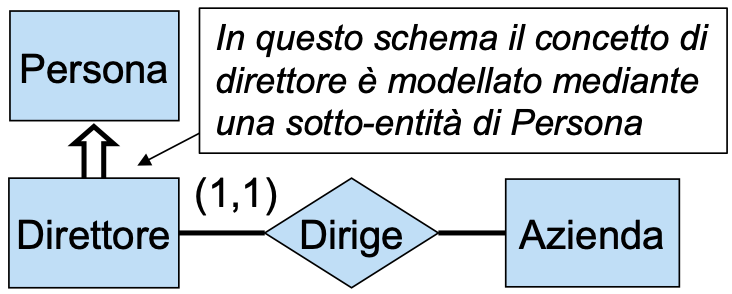 Persona
In questo schema il concetto di
direttore è modellato mediante
una sotto-entità di Persona
Direttore
(1,1)
Dirige
Azienda